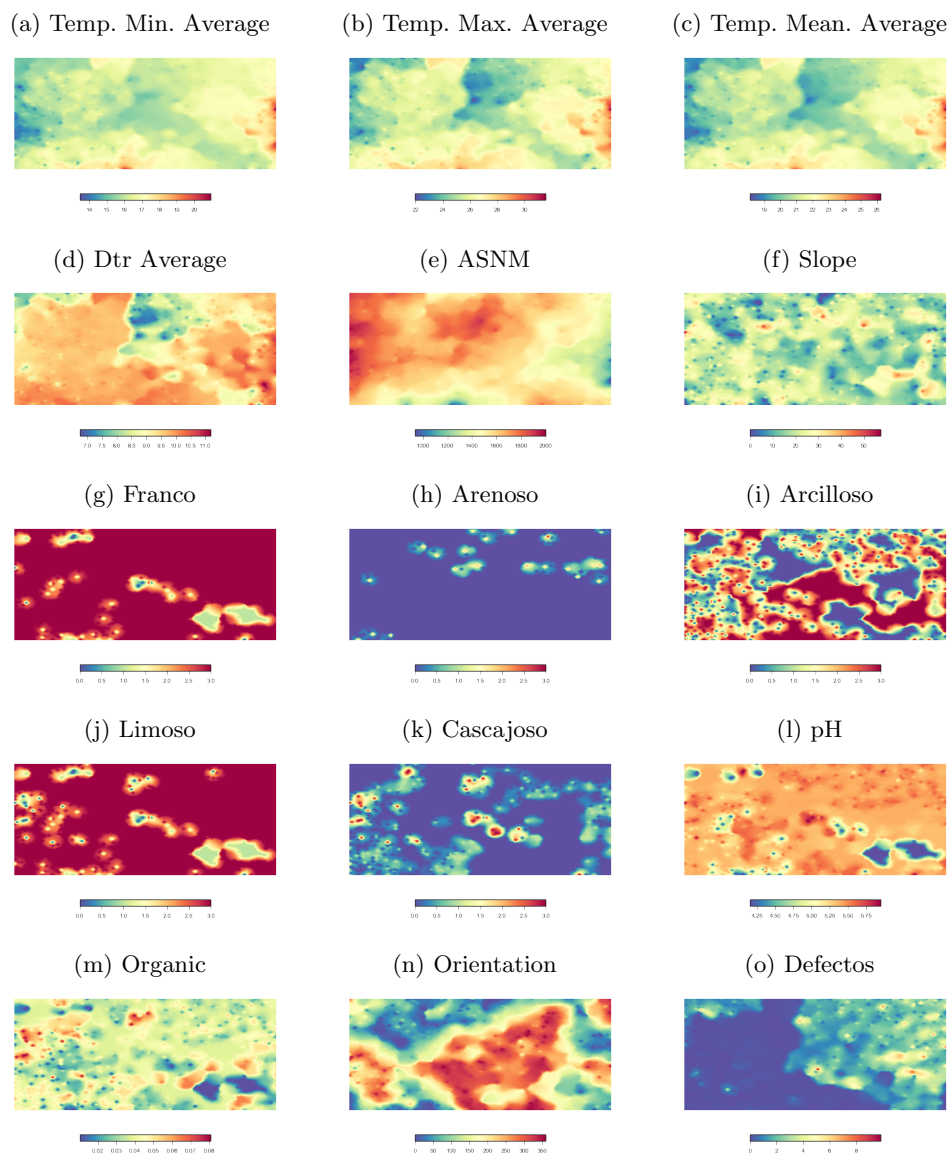 (a) Temp. Min. Average (b) Temp. Max. Average (c) Temp. Mean. Average
14 15 16 17 18 19 20 22 24 26 28 30 19 20 21 22 23 24 25 26
(d) Dtr Average (e) ASNM (f) Slope
7.0 7.5 8.0 8.5 9.0 9.5 10.0 10.5 11.0 1000 1200 1400 1600 1800 2000 0 10 20 30 40 50
(g) Franco (h) Arenoso (i) Arcilloso
0.0 0.5 1.0 1.5 2.0 2.5 3.0 0.0 0.5 1.0 1.5 2.0 2.5 3.0 0.0 0.5 1.0 1.5 2.0 2.5 3.0
(j) Limoso (k) Cascajoso (l) pH
0.0 0.5 1.0 1.5 2.0 2.5 3.0 0.0 0.5 1.0 1.5 2.0 2.5 3.0 4.25 4.50 4.75 5.00 5.25 5.50 5.75
(m) Organic (n) Orientation (o) Defectos
0.02 0.03 0.04 0.05 0.06 0.07 0.08 0 50 100 150 200 250 300 350 0 2 4 6 8